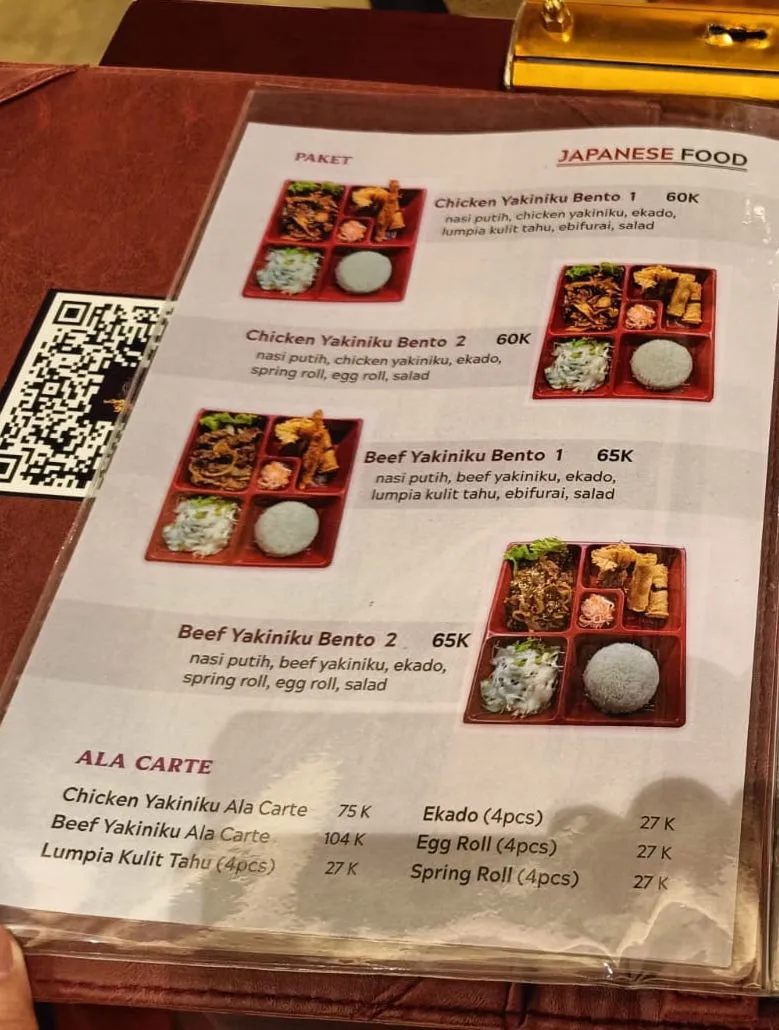 PAKET
JAPANESE FOOD
Chicken Yakiniku Bento 1 60K
nasi putih, chicken yakiniku, ekado,
lumpia kulit tahu, ebifurai, salad
Chicken Yakiniku Bento 2 60K
nasi putih, chicken yakiniku, ekado,
spring roll, egg roll, salad
Beef Yakiniku Bento 1 65K
nasi putih, beef yakiniku, ekado,
lumpia kulit tahu, ebifurai, salad
Beef Yakiniku Bento 2 65K
nasi putih, beef yakiniku, ekado,
spring roll, egg roll, salad
ALA CARTE
Chicken Yakiniku Ala Carte 75 K
Beef Yakiniku Ala Carte 104 K
Lumpia Kulit Tahu (4pcs) 27 K
Ekado (4pcs) 27 K
Egg Roll (4pcs) 27 K
Spring Roll (4pcs) 27 K